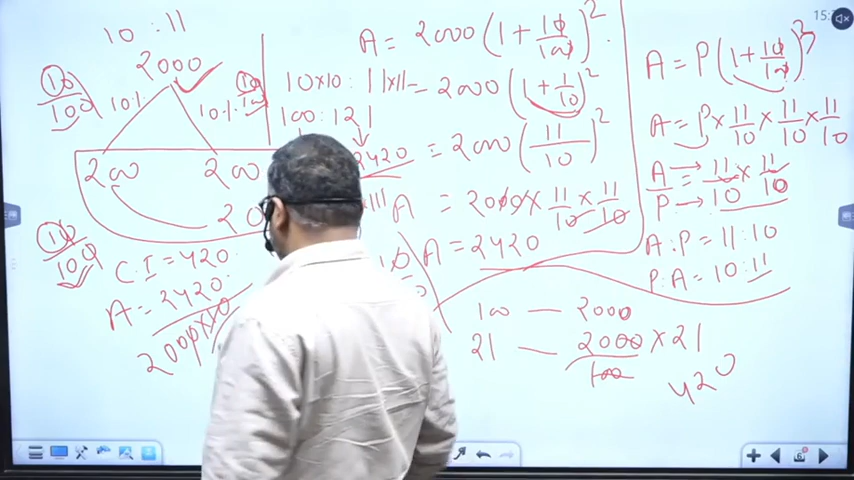 10 : 11
2000
10/100
10%
10%
10/100
200
200
20
10/100
C.I = 420
A = 2420
2000×
10×10 : 11×11
100 : 121
2420
A = 2000(1 + 10/100)²
= 2000(1 + 1/10)²
= 2000(11/10)²
A = 2000 × 11/10 × 11/10
A = 2420
A = P(1 + 10/100)³
A = P × 11/10 × 11/10 × 11/10
A/P = 11/10 × 11/10
A : P = 11 : 10
P : A = 10 : 11
100 — 2000
21 — 2000/100 × 21
420
15: